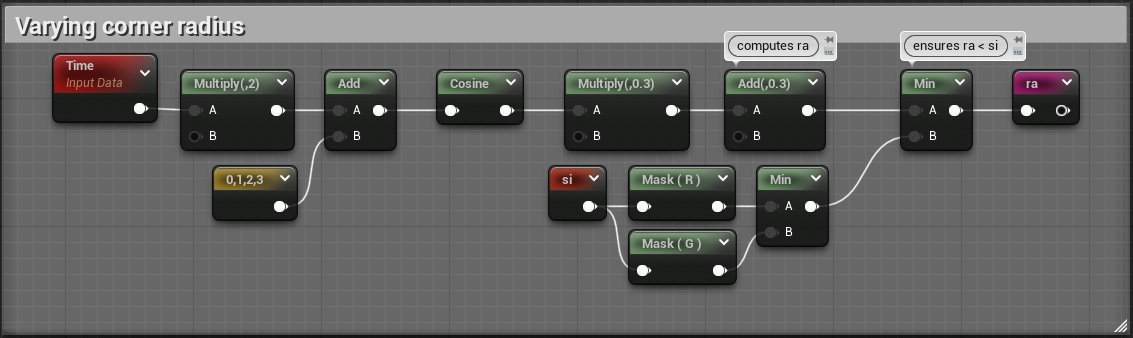 Varying corner radius
computes ra
ensures ra < si
Time
Input Data
Multiply(,2)
A
B
Add
A
B
Cosine
Multiply(,0.3)
A
B
Add(,0.3)
A
B
Min
A
B
ra
0,1,2,3
si
Mask ( R )
Min
A
B
Mask ( G )